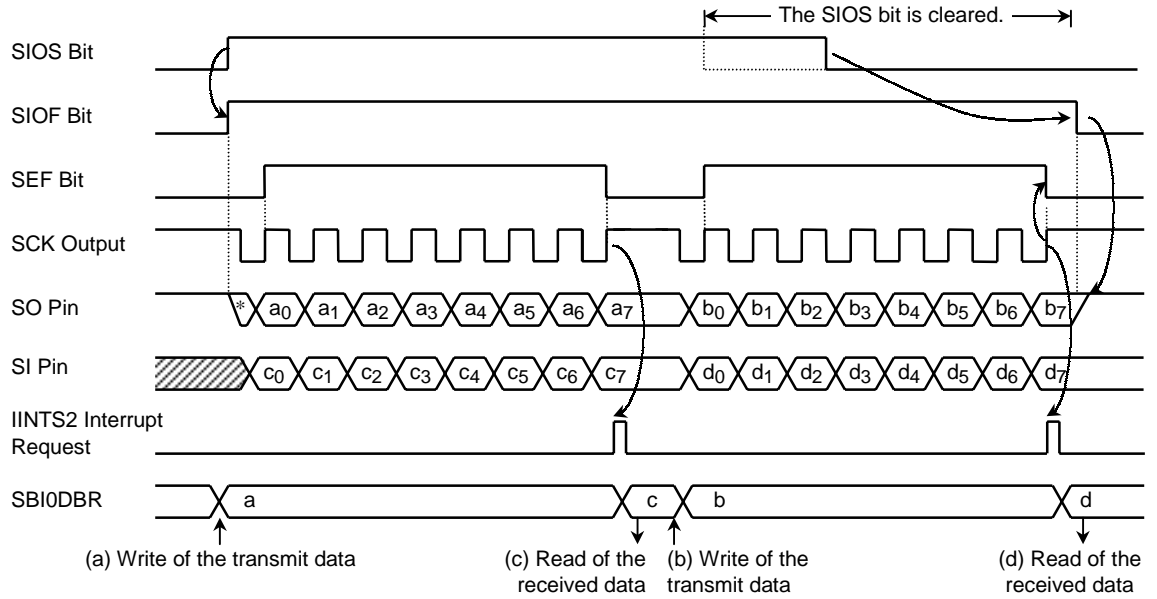 The SIOS bit is cleared.
SIOS Bit
SIOF Bit
SEF Bit
SCK Output
SO Pin * a0 a1 a2 a3 a4 a5 a6 a7 b0 b1 b2 b3 b4 b5 b6 b7
SI Pin c0 c1 c2 c3 c4 c5 c6 c7 d0 d1 d2 d3 d4 d5 d6 d7
IINTS2 Interrupt
Request
SBI0DBR a c b d
(a) Write of the transmit data
(c) Read of the
received data
(b) Write of the
transmit data
(d) Read of the
received data